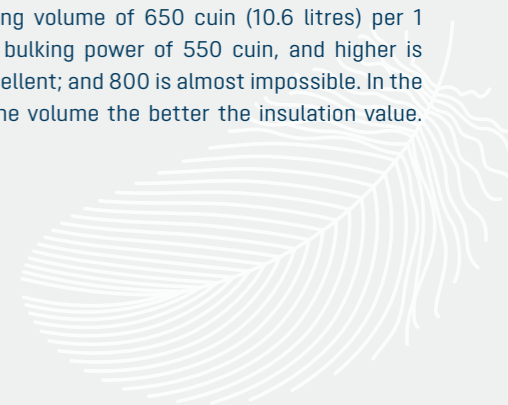 ng volume of 650 cuin (10.6 litres) per 1
bulking power of 550 cuin, and higher is
ellent; and 800 is almost impossible. In the
he volume the better the insulation value.